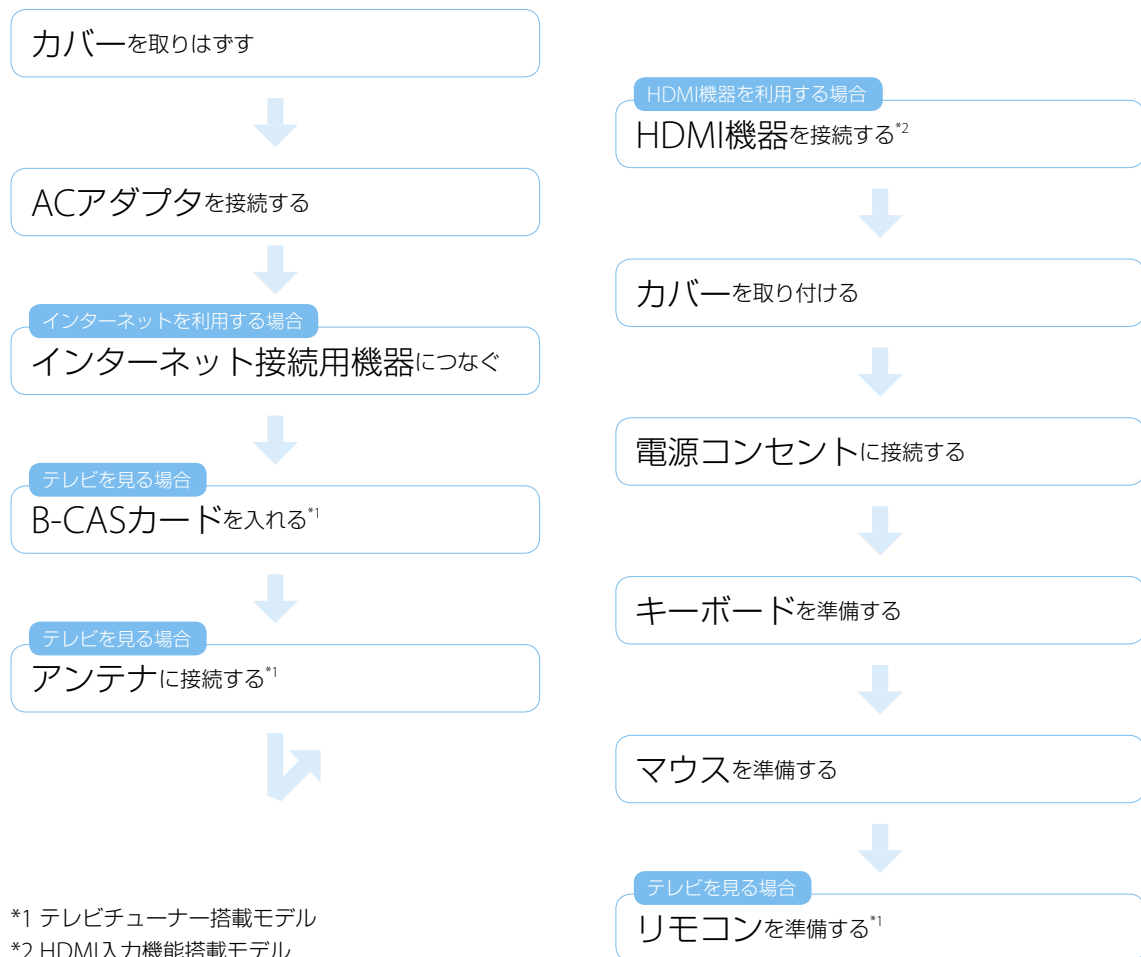 カバーを取りはずす
ACアダプタを接続する
インターネットを利用する場合
インターネット接続用機器につなぐ
テレビを見る場合
B-CASカードを入れる*1
テレビを見る場合
アンテナに接続する*1
HDMI機器を利用する場合
HDMI機器を接続する*2
カバーを取り付ける
電源コンセントに接続する
キーボードを準備する
マウスを準備する
テレビを見る場合
リモコンを準備する*1
*1 テレビチューナー搭載モデル
*2 HDMI入力機能搭載モデル